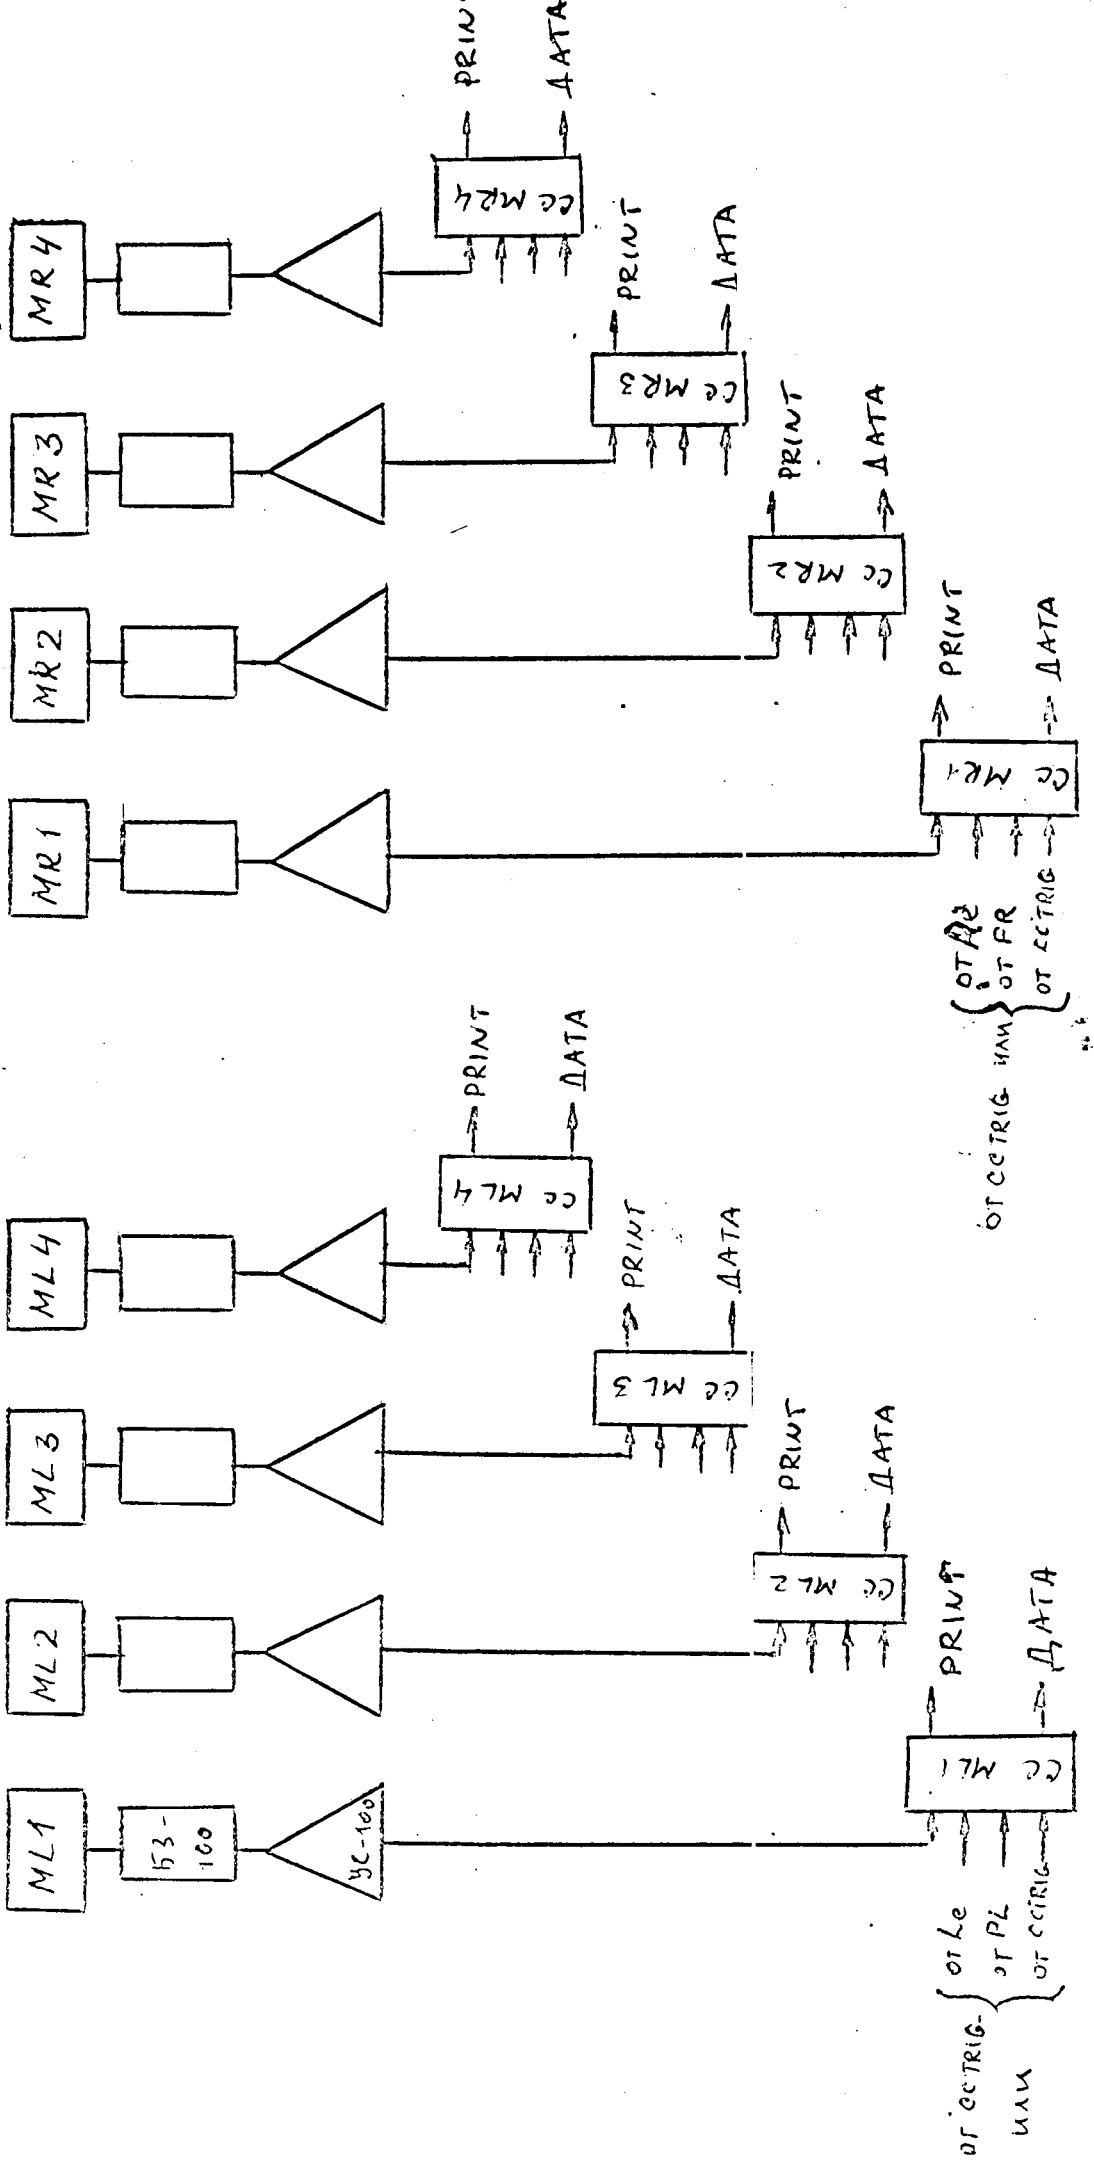 ML1
ML2
ML3
ML4
MR1
MR2
MR3
MR4
БЗ-
100
УС-100
CC ML4
PRINT
ДАТА
CC ML3
PRINT
ДАТА
CC ML2
PRINT
ДАТА
CC ML1
PRINT
ДАТА
ОТ CCTRIG
ИЛИ
ОТ Le
ОТ PL
ОТ CCTRIG
CC MR4
PRINT
ДАТА
CC MR3
PRINT
ДАТА
CC MR2
PRINT
ДАТА
CC MR1
PRINT
ДАТА
ОТ CCTRIG ИЛИ
ОТ
ОТ FR
ОТ CCTRIG